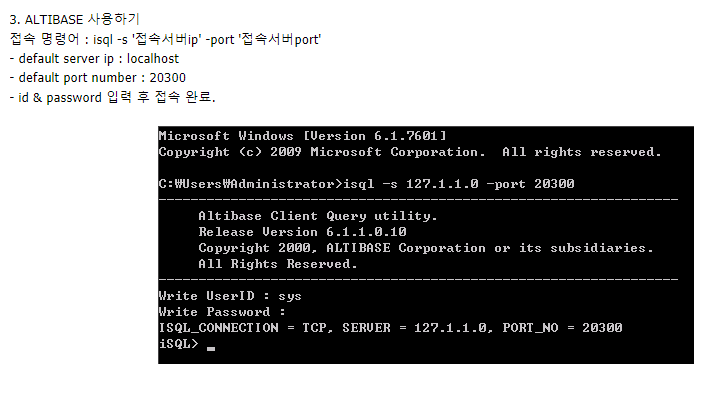 3. ALTIBASE 사용하기
접속 명령어 : isql -s '접속서버ip' -port '접속서버port'
- default server ip : localhost
- default port number : 20300
- id & password 입력 후 접속 완료.
Microsoft Windows [Version 6.1.7601]
Copyright (c) 2009 Microsoft Corporation.  All rights reserved.
C:₩Users₩Administrator>isql -s 127.1.1.0 -port 20300
-----------------------------------------------------------------
Altibase Client Query utility.
Release Version 6.1.1.0.10
Copyright 2000, ALTIBASE Corporation or its subsidiaries.
All Rights Reserved.
-----------------------------------------------------------------
Write UserID : sys
Write Password :
ISQL_CONNECTION = TCP, SERVER = 127.1.1.0, PORT_NO = 20300
iSQL> _